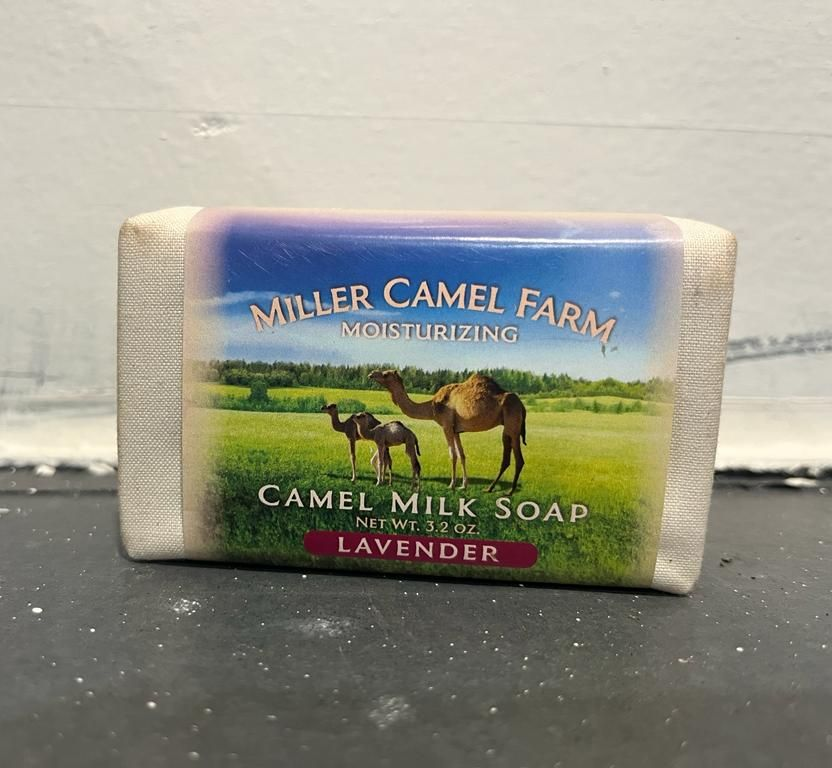 Miller Camel Farm
Moisturizing
Camel Milk Soap
Net Wt. 3.2 oz.
Lavender